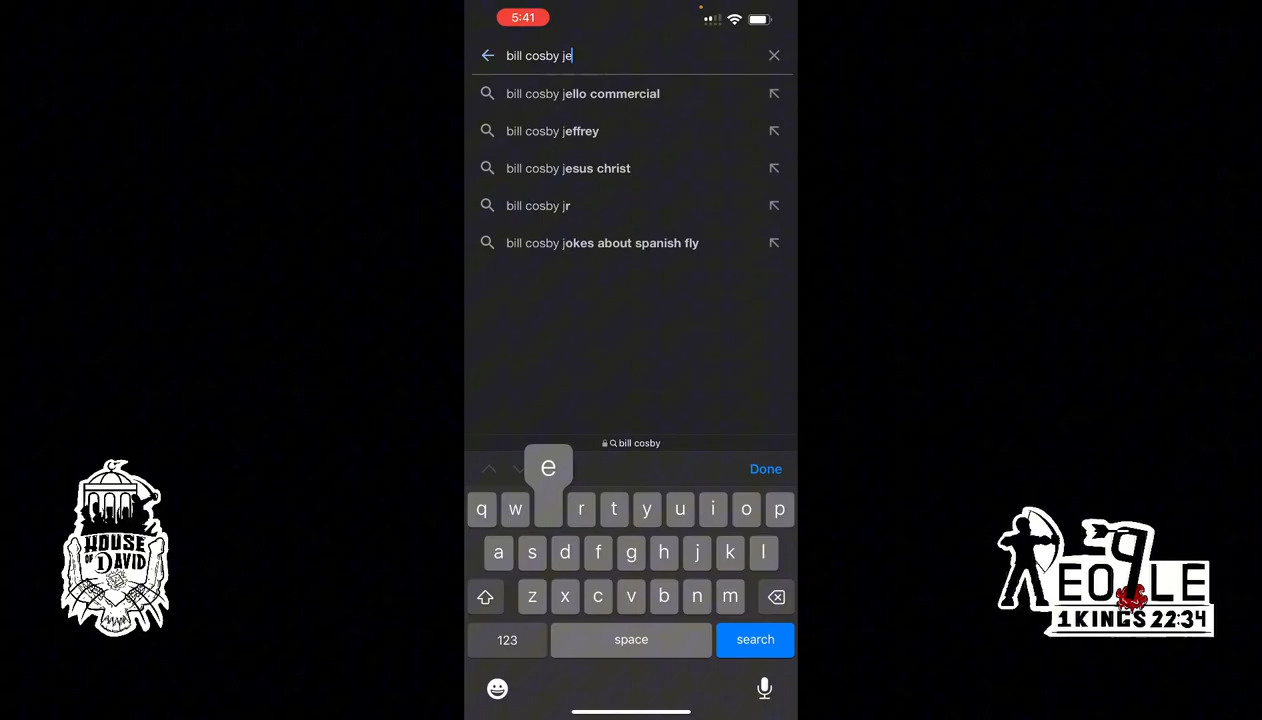 5:41
bill cosby je
bill cosby jello commercial
bill cosby jeffrey
bill cosby jesus christ
bill cosby jr
bill cosby jokes about spanish fly
bill cosby
Done
e
q w r t y u i o p
a s d f g h j k l
z x c v b n m
123 space search
HOUSE
OF DAVID
EOPLE
1 KINGS 22:34